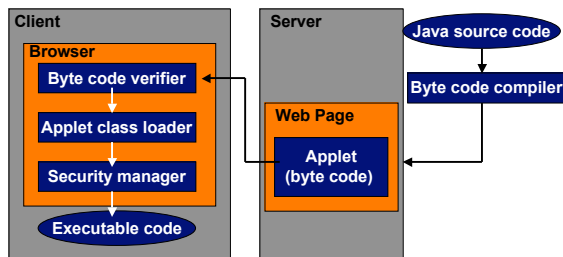 Client
Browser
Byte code verifier
Applet class loader
Security manager
Executable code
Server
Web Page
Applet
(byte code)
Java source code
Byte code compiler